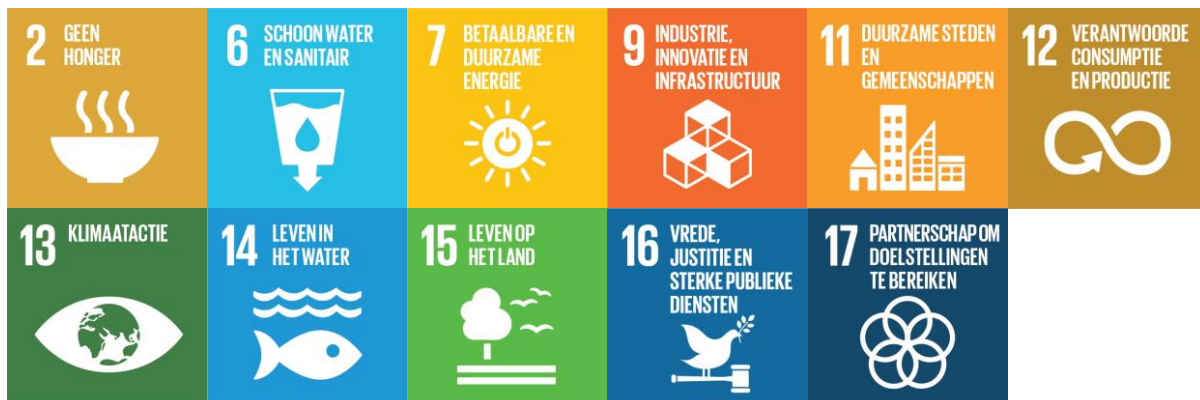 2 GEEN
HONGER
6 SCHOON WATER
EN SANITAIR
7 BETAALBARE EN
DUURZAME
ENERGIE
9 INDUSTRIE,
INNOVATIE EN
INFRASTRUCTUUR
11 DUURZAME STEDEN
EN
GEMEENSCHAPPEN
12 VERANTWOORDE
CONSUMPTIE
EN PRODUCTIE
13 KLIMAATACTIE
14 LEVEN IN
HET WATER
15 LEVEN OP
HET LAND
16 VREDE,
JUSTITIE EN
STERKE PUBLIEKE
DIENSTEN
17 PARTNERSCHAP OM
DOELSTELLINGEN
TE BEREIKEN